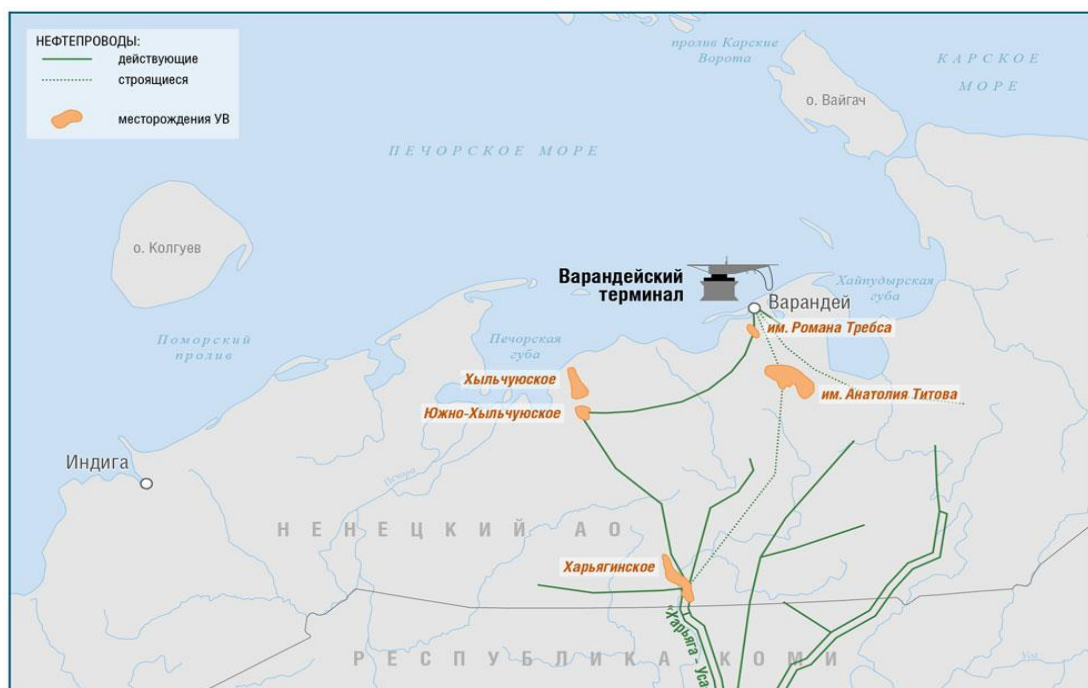 НЕФТЕПРОВОДЫ:
действующие
строящиеся
месторождения УВ
пролив Карские
Ворота
КАРСКОЕ
МОРЕ
о. Вайгач
ПЕЧОРСКОЕ МОРЕ
о. Колгуев
Варандейский
терминал
Хайпудырская
губа
Варандей
им. Романа Требса
Поморский
пролив
Печорская
губа
Хыльчуюское
им. Анатолия Титова
Южно-Хыльчуюское
Индига
Печора
НЕНЕЦКИЙ АО
Харьягинское
"Харьяга - Уса
РЕСПУБЛИКА КОМИ
Уса